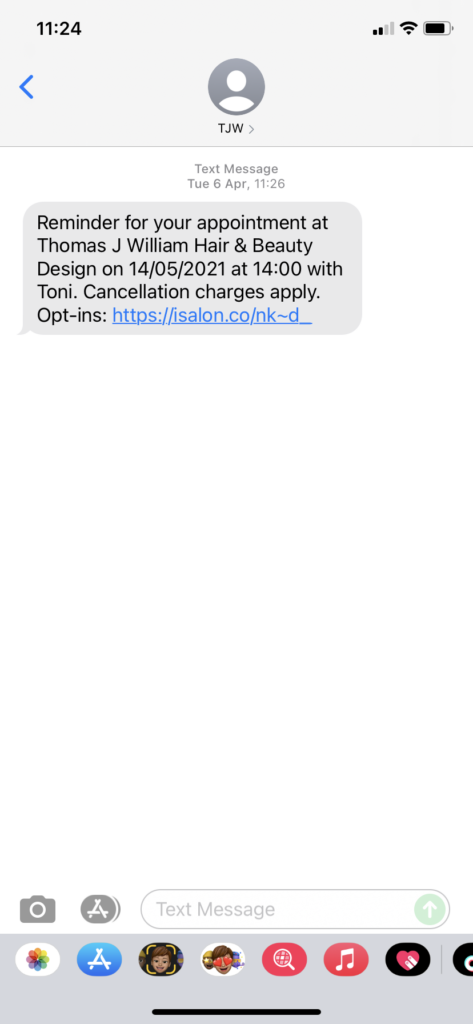 11:24
TJW
Text Message
Tue 6 Apr, 11:26
Reminder for your appointment at
Thomas J William Hair & Beauty
Design on 14/05/2021 at 14:00 with
Toni. Cancellation charges apply.
Opt-ins: https://isalon.co/nk~d_
Text Message